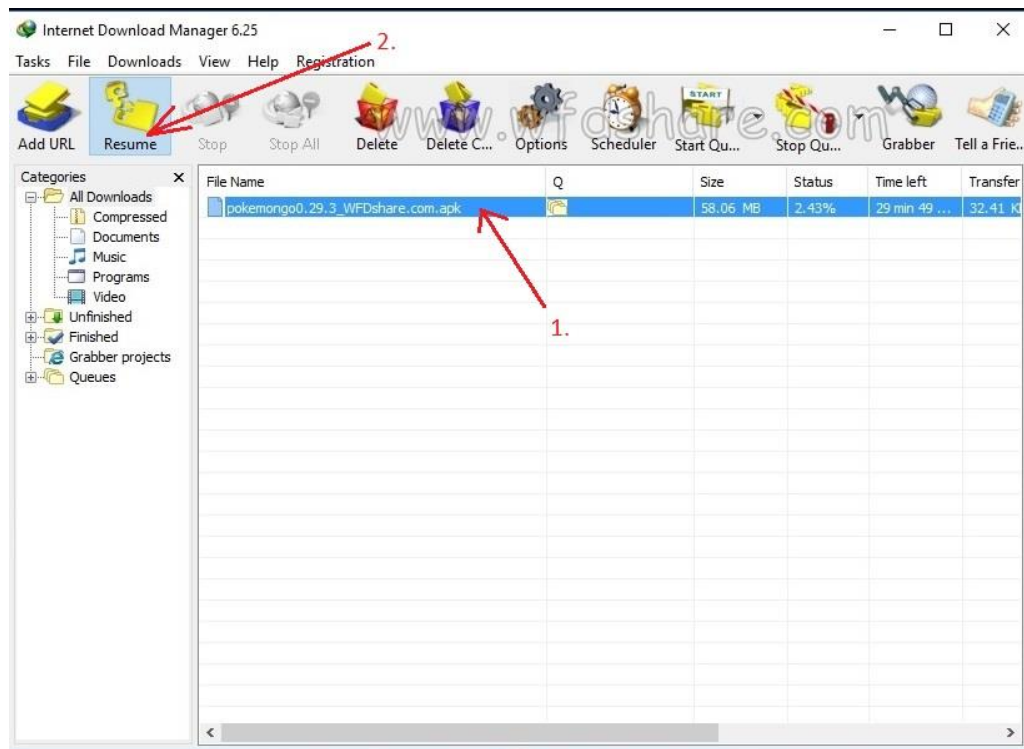 Internet Download Manager 6.25
2.
Tasks File Downloads View Help Registration
www.wfdshare.com
START
Add URL Resume Stop Stop All Delete Delete C... Options Scheduler Start Qu... Stop Qu... Grabber Tell a Frie...
Categories
File Name Q Size Status Time left Transfer
All Downloads
pokemongo0.29.3_WFDshare.com.apk 58.06 MB 2.43% 29 min 49 ... 32.41 K
Compressed
Documents
Music
Programs
Video
Unfinished
1.
Finished
Grabber projects
Queues